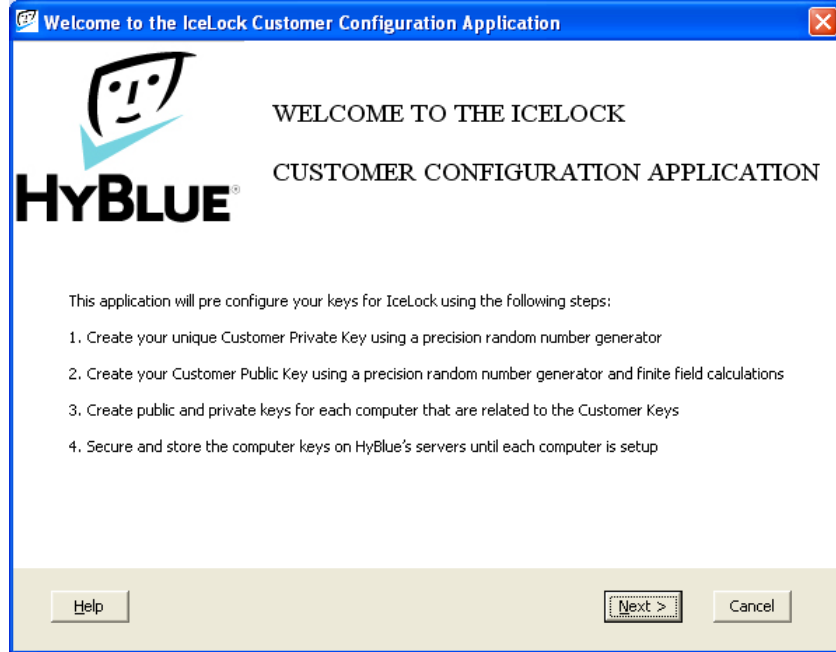 Welcome to the IceLock Customer Configuration Application
WELCOME TO THE ICELOCK
CUSTOMER CONFIGURATION APPLICATION
HYBLUE®
This application will pre configure your keys for IceLock using the following steps:
1. Create your unique Customer Private Key using a precision random number generator
2. Create your Customer Public Key using a precision random number generator and finite field calculations
3. Create public and private keys for each computer that are related to the Customer Keys
4. Secure and store the computer keys on HyBlue's servers until each computer is setup
Help
Next >
Cancel